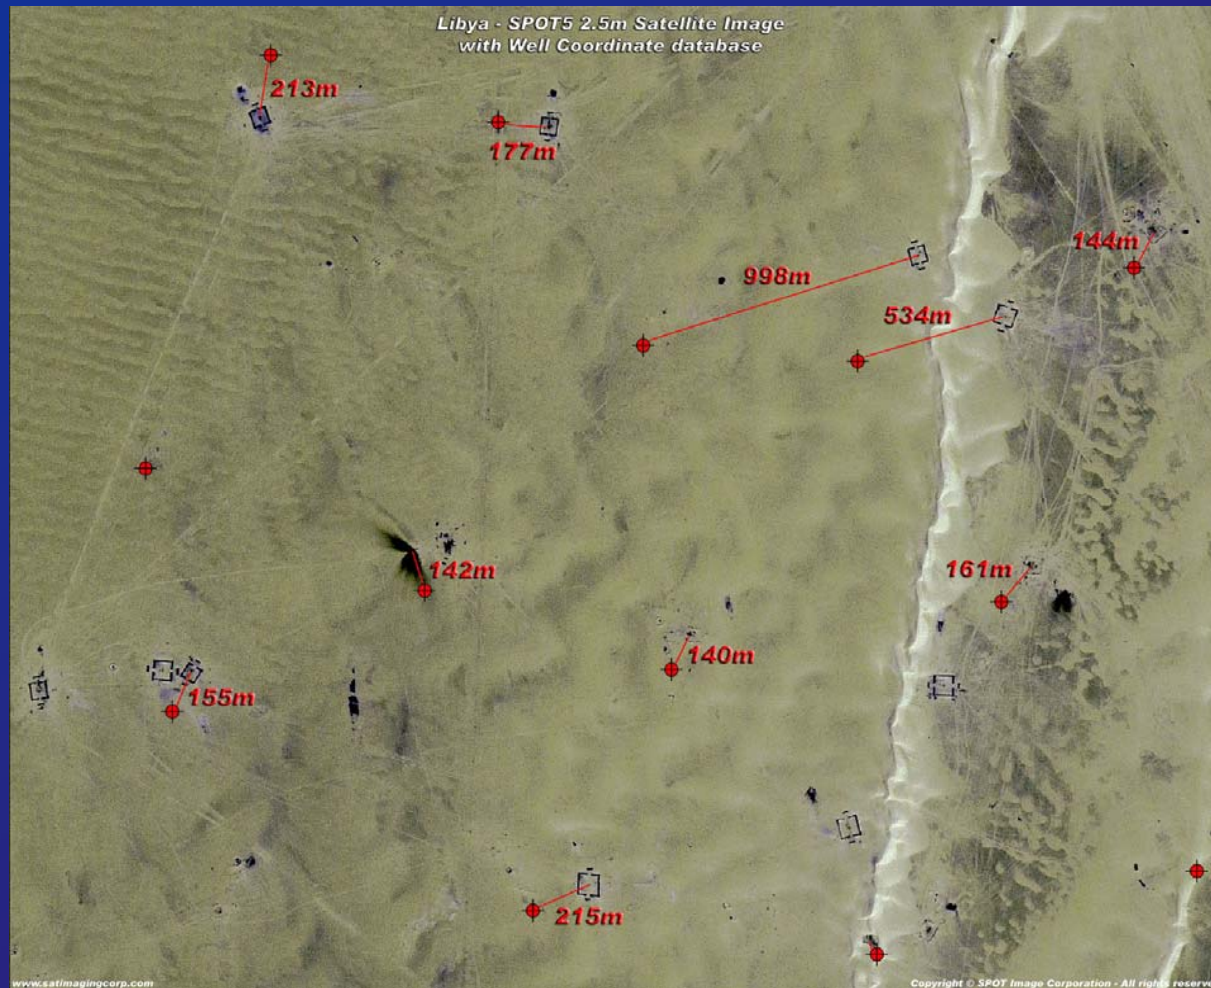 Libya - SPOT5 2.5m Satellite Image
with Well Coordinate database
213m
177m
144m
998m
534m
142m
161m
140m
155m
215m
www.satimagingcorp.com
Copyright © SPOT Image Corporation - All rights reserve